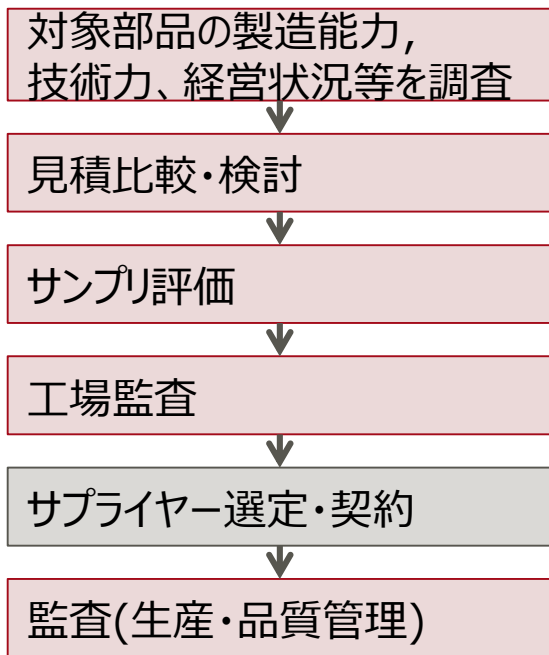 対象部品の製造能力,
技術力、経営状況等を調査
見積比較・検討
サンプリ評価
工場監査
サプライヤー選定・契約
監査(生産・品質管理)